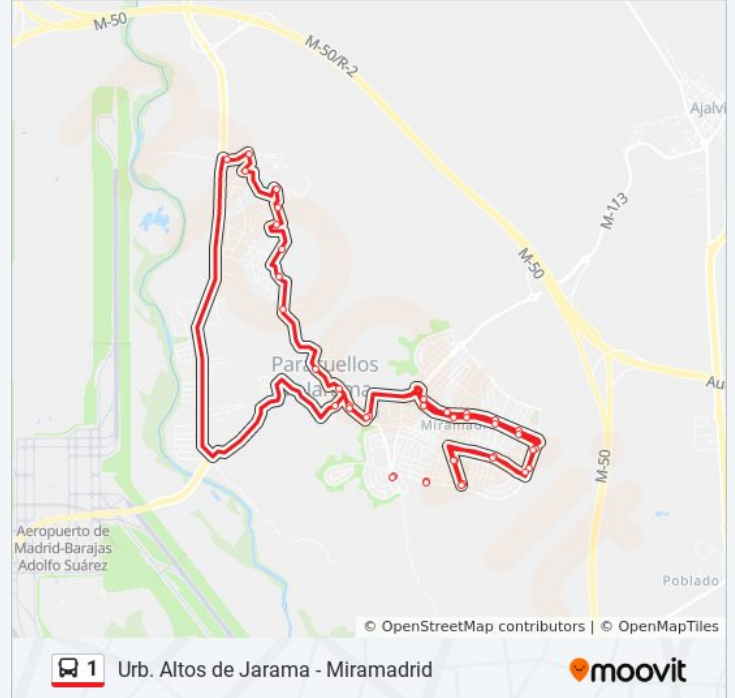 M-50
M-50/R-2
Ajalvi
M-113
M-50
Paracuellos
Jarama
Au
Miramadrid
M-50
Aeropuerto de
Madrid-Barajas
Adolfo Suárez
Poblado
© OpenStreetMap contributors | © OpenMapTiles
1 Urb. Altos de Jarama - Miramadrid
moovit